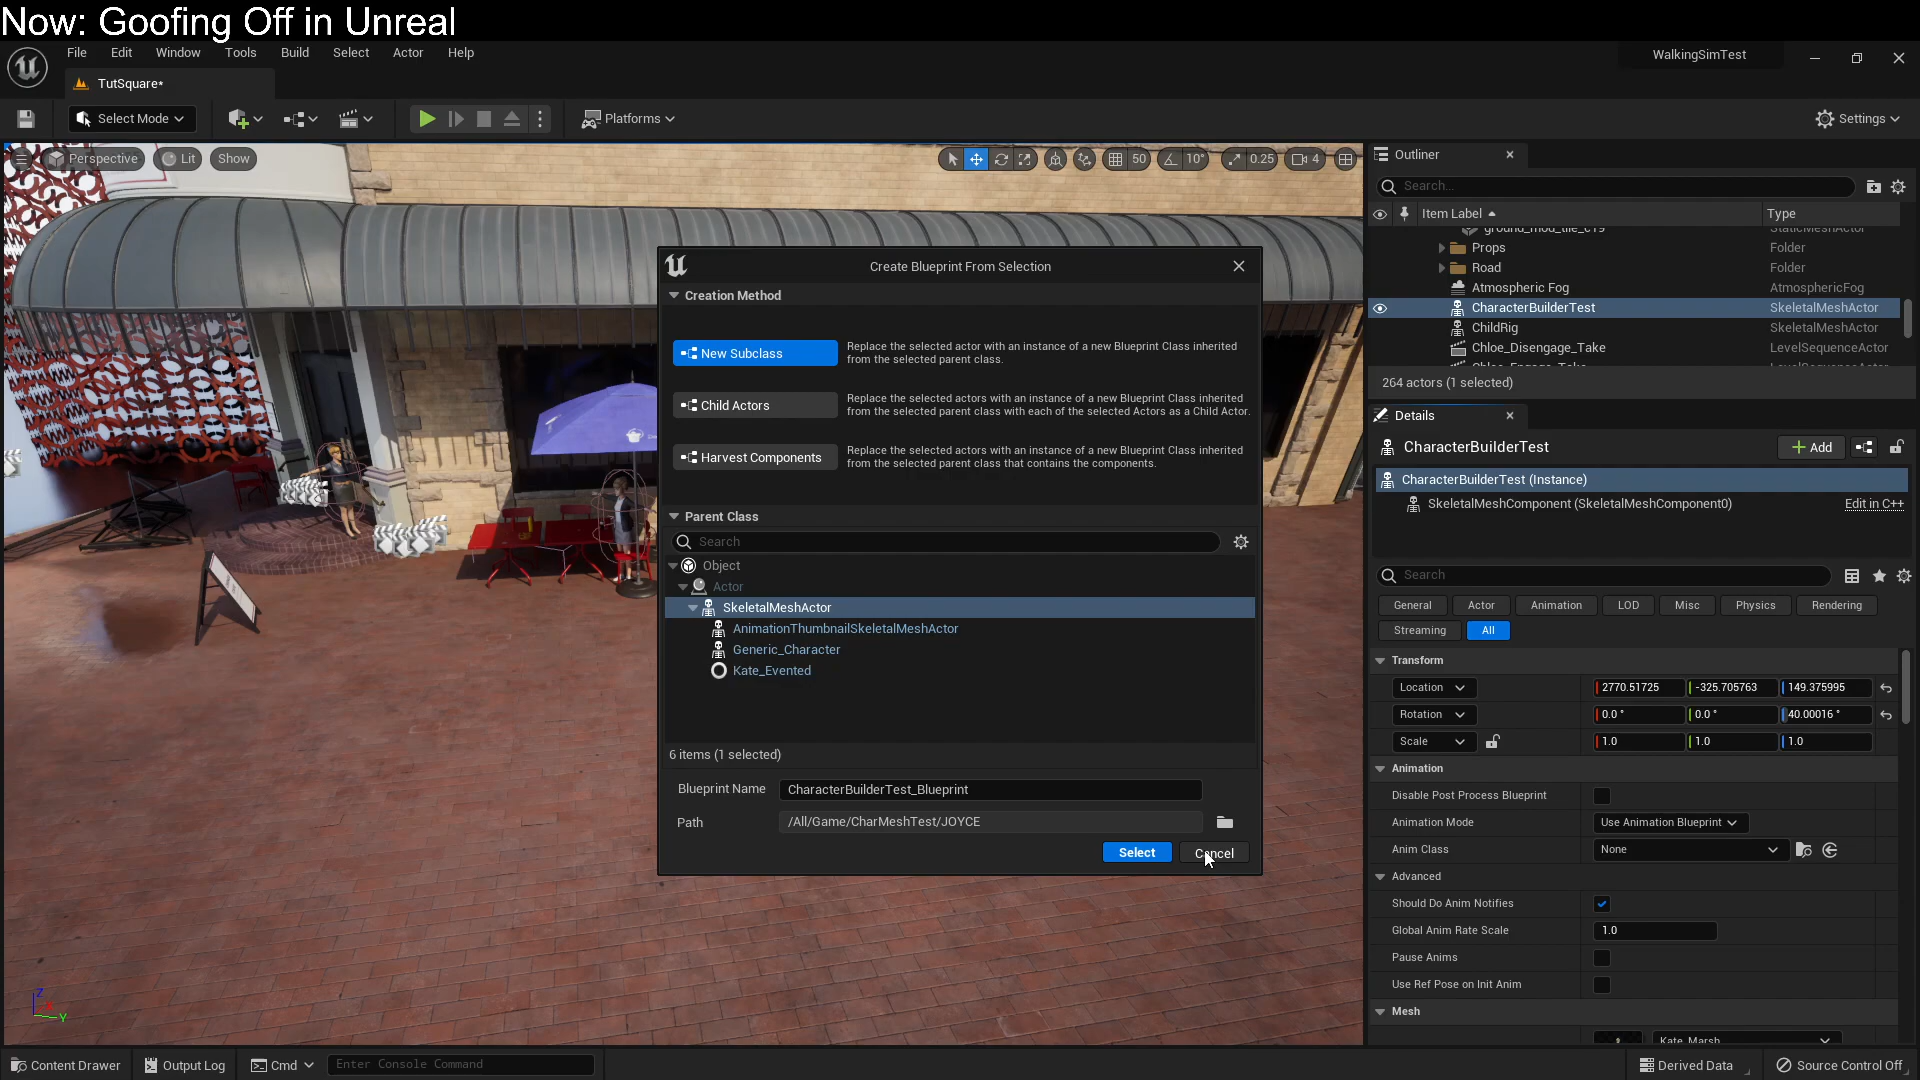 Now: Goofing Off in Unreal
File Edit Window Tools Build Select Actor Help
WalkingSimTest
TutSquare*
Select Mode
Platforms
Settings
Perspective Lit Show
50 10° 0.25 4
Outliner
Search...
Item Label Type
ground_mod_tile_c19 StaticMeshActor
Props Folder
Road Folder
Atmospheric Fog AtmosphericFog
CharacterBuilderTest SkeletalMeshActor
ChildRig SkeletalMeshActor
Chloe_Disengage_Take LevelSequenceActor
Chloe_Engage_Take LevelSequenceActor
264 actors (1 selected)
Create Blueprint From Selection
Creation Method
New Subclass
Replace the selected actor with an instance of a new Blueprint Class inherited
from the selected parent class.
Child Actors
Replace the selected actors with an instance of a new Blueprint Class inherited
from the selected parent class with each of the selected Actors as a Child Actor.
Harvest Components
Replace the selected actors with an instance of a new Blueprint Class inherited
from the selected parent class that contains the components.
Parent Class
Search
Object
Actor
SkeletalMeshActor
AnimationThumbnailSkeletalMeshActor
Generic_Character
Kate_Evented
6 items (1 selected)
Blueprint Name CharacterBuilderTest_Blueprint
Path /All/Game/CharMeshTest/JOYCE
Select Cancel
Details
CharacterBuilderTest
Add
CharacterBuilderTest (Instance)
SkeletalMeshComponent (SkeletalMeshComponent0) Edit in C++
Search
General Actor Animation LOD Misc Physics Rendering
Streaming All
Transform
Location 2770.51725 -325.705763 149.375995
Rotation 0.0 ° 0.0 ° 40.00016 °
Scale 1.0 1.0 1.0
Animation
Disable Post Process Blueprint
Animation Mode Use Animation Blueprint
Anim Class None
Advanced
Should Do Anim Notifies
Global Anim Rate Scale 1.0
Pause Anims
Use Ref Pose on Init Anim
Mesh
Kate_Marsh
Content Drawer Output Log Cmd Enter Console Command
Derived Data Source Control Off